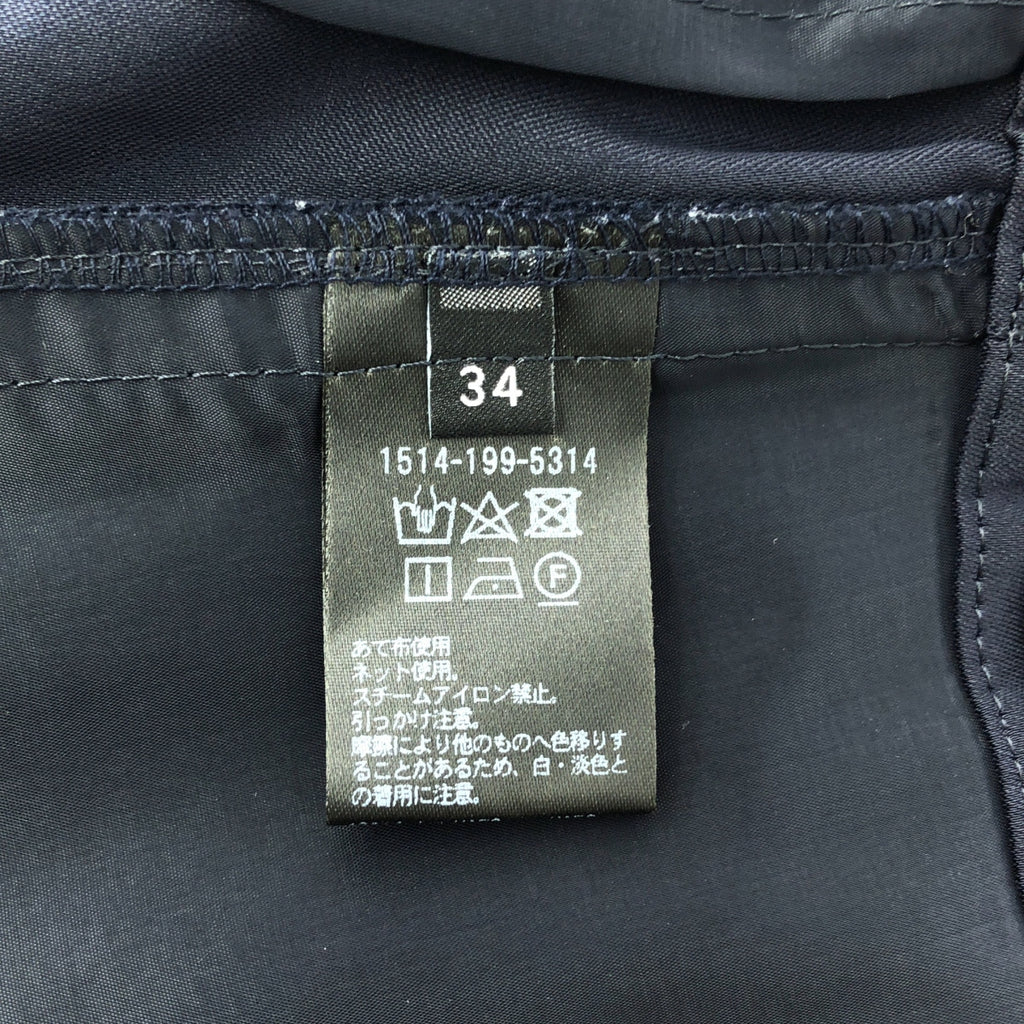 34
1514-199-5314
F
あて布使用
ネット使用。
スチームアイロン禁止。
引っかけ注意。
摩擦により他のものへ色移りす
ることがあるため、白・淡色と
の着用に注意。